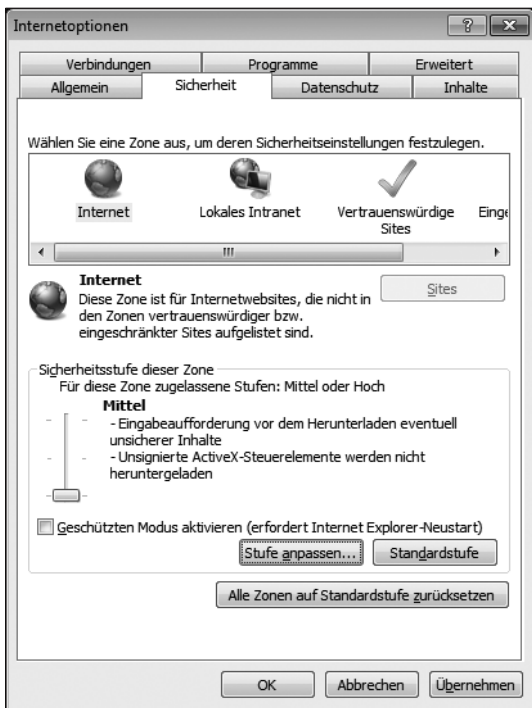 Internetoptionen
Verbindungen Programme Erweitert
Allgemein Sicherheit Datenschutz Inhalte
Wählen Sie eine Zone aus, um deren Sicherheitseinstellungen festzulegen.
Internet Lokales Intranet Vertrauenswürdige Einge
Sites
Internet
Sites
Diese Zone ist für Internetwebsites, die nicht in
den Zonen vertrauenswürdiger bzw.
eingeschränkter Sites aufgelistet sind.
Sicherheitsstufe dieser Zone
Für diese Zone zugelassene Stufen: Mittel oder Hoch
Mittel
- Eingabeaufforderung vor dem Herunterladen eventuell
unsicherer Inhalte
- Unsignierte ActiveX-Steuerelemente werden nicht
heruntergeladen
Geschützten Modus aktivieren (erfordert Internet Explorer-Neustart)
Stufe anpassen... Standardstufe
Alle Zonen auf Standardstufe zurücksetzen
OK Abbrechen Übernehmen